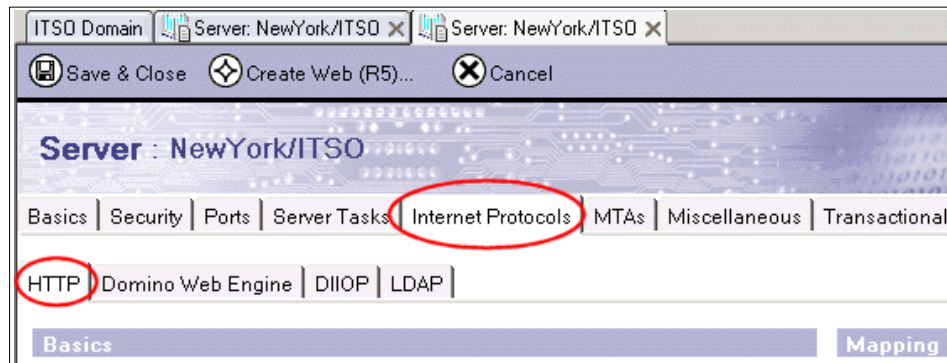 ITSO Domain Server: NewYork/ITSO Server: NewYork/ITSO
Save & Close Create Web (R5)... Cancel
Server : NewYork/ITSO
Basics Security Ports Server Tasks Internet Protocols MTAs Miscellaneous Transactional
HTTP Domino Web Engine DIIOP LDAP
Basics Mapping